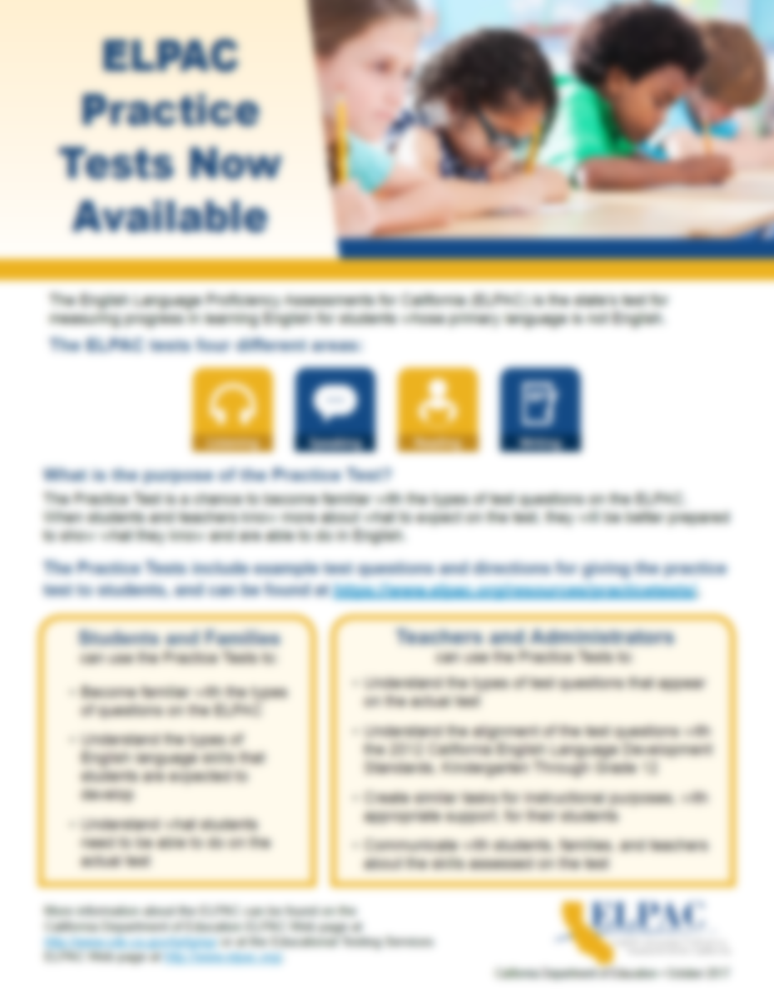 ELPAC
Practice
Tests Now
Available
The English Language Proficiency Assessments for California (ELPAC) is the state's test for
measuring progress in learning English for students whose primary language is not English.
The ELPAC tests four different areas:
Listening
Speaking
Reading
Writing
What is the purpose of the Practice Test?
The Practice Test is a chance to become familiar with the types of test questions on the ELPAC.
When students and teachers know more about what to expect on the test, they will be better prepared
to show what they know and are able to do in English.
The Practice Tests include example test questions and directions for giving the practice
test to students, and can be found at
Students and Families
can use the Practice Tests to:
Become familiar with the types
of questions on the ELPAC
Understand the types of
English language skills that
students are expected to
develop
Understand what students
need to be able to do on the
actual test
Teachers and Administrators
can use the Practice Tests to:
Understand the types of test questions that appear
on the actual test
Understand the alignment of the test questions with
the 2012 California English Language Development
Standards, Kindergarten Through Grade 12
Create similar tasks for instructional purposes, with
appropriate support, for their students
Communicate with students, families, and teachers
about the skills assessed on the test
More information about the ELPAC can be found on the
California Department of Education ELPAC Web page at
or at the Educational Testing Services
ELPAC Web page at
ELPAC
California Department of Education • October 2017